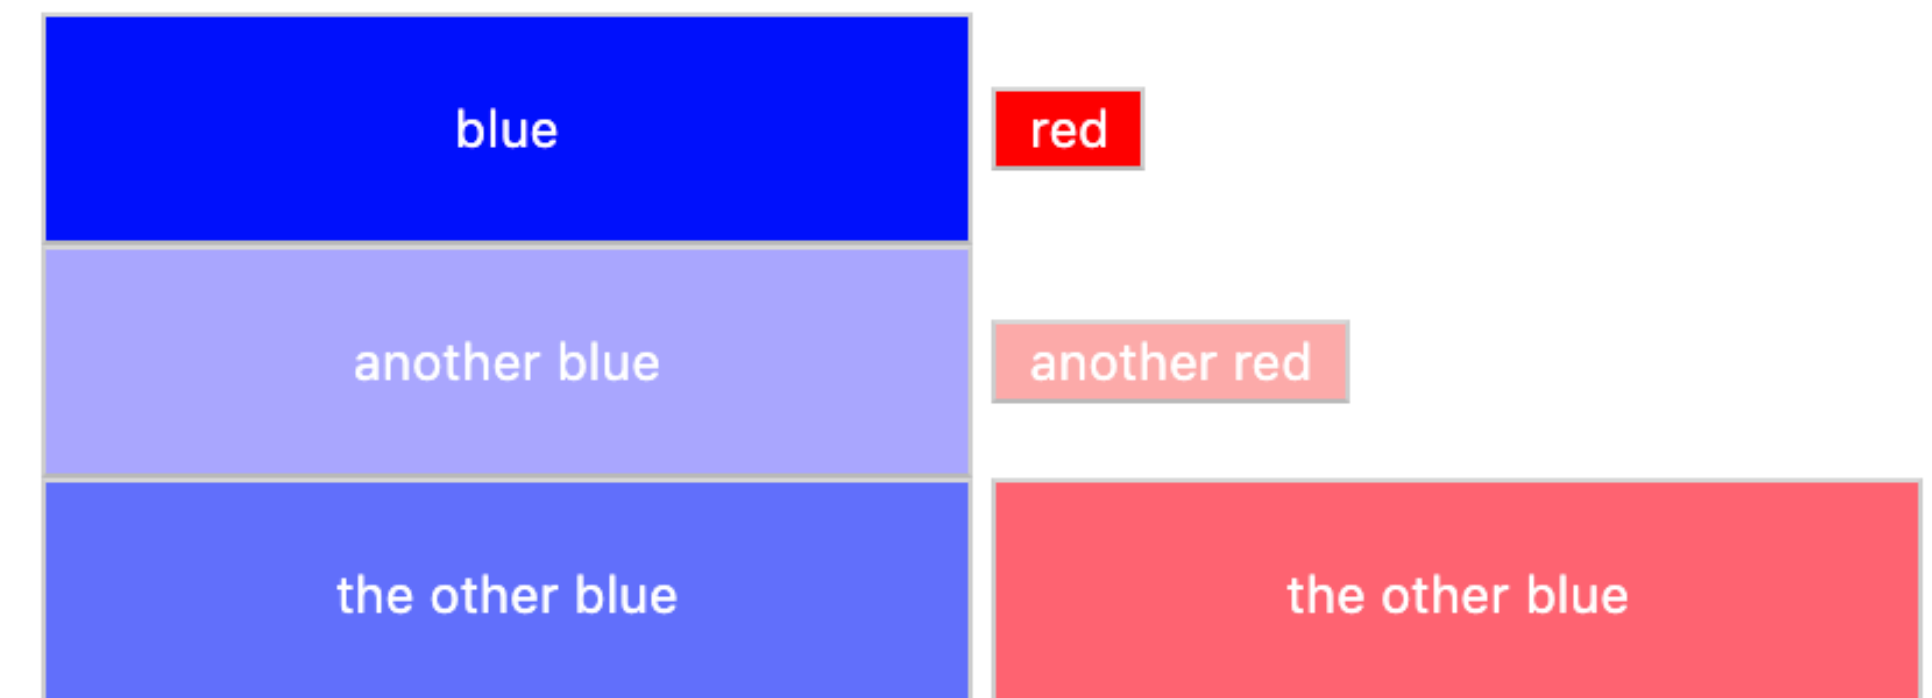 blue
red
another blue
another red
the other blue
the other blue